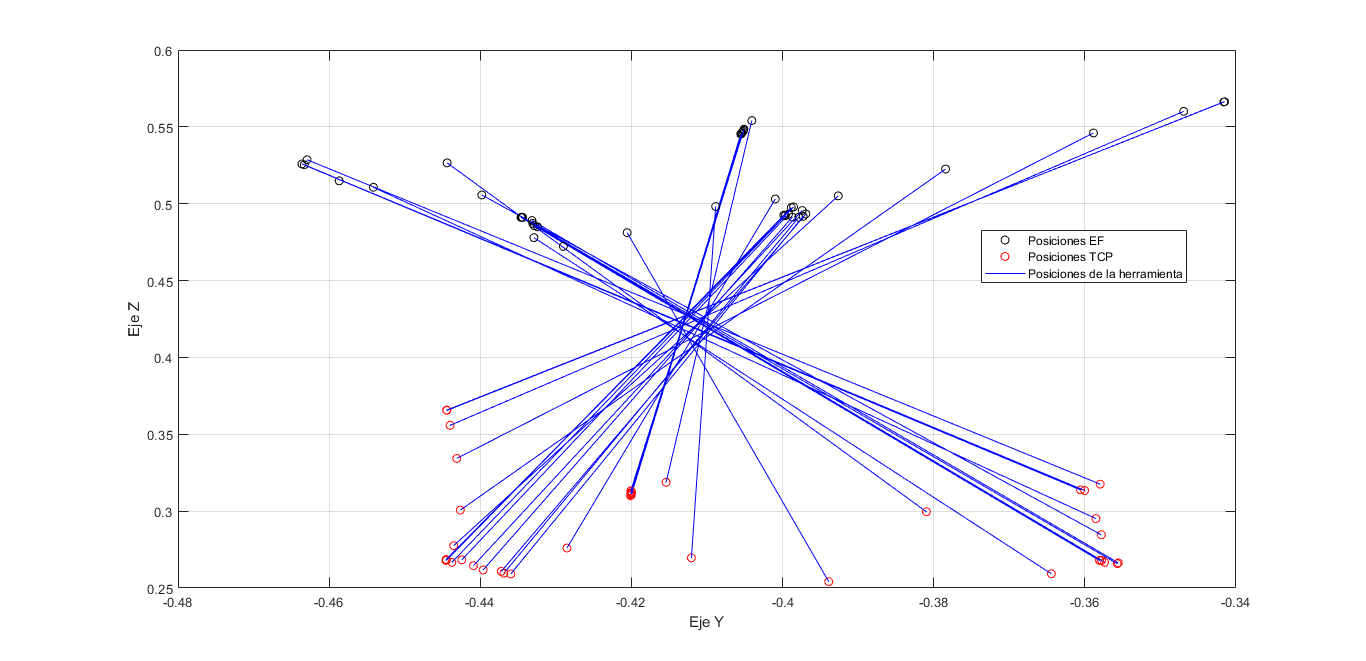 0.6
0.55
0.5
0.45
0.4
0.35
0.3
0.25
Eje Z
Posiciones EF
Posiciones TCP
Posiciones de la herramienta
-0.48 -0.46 -0.44 -0.42 -0.4 -0.38 -0.36 -0.34
Eje Y